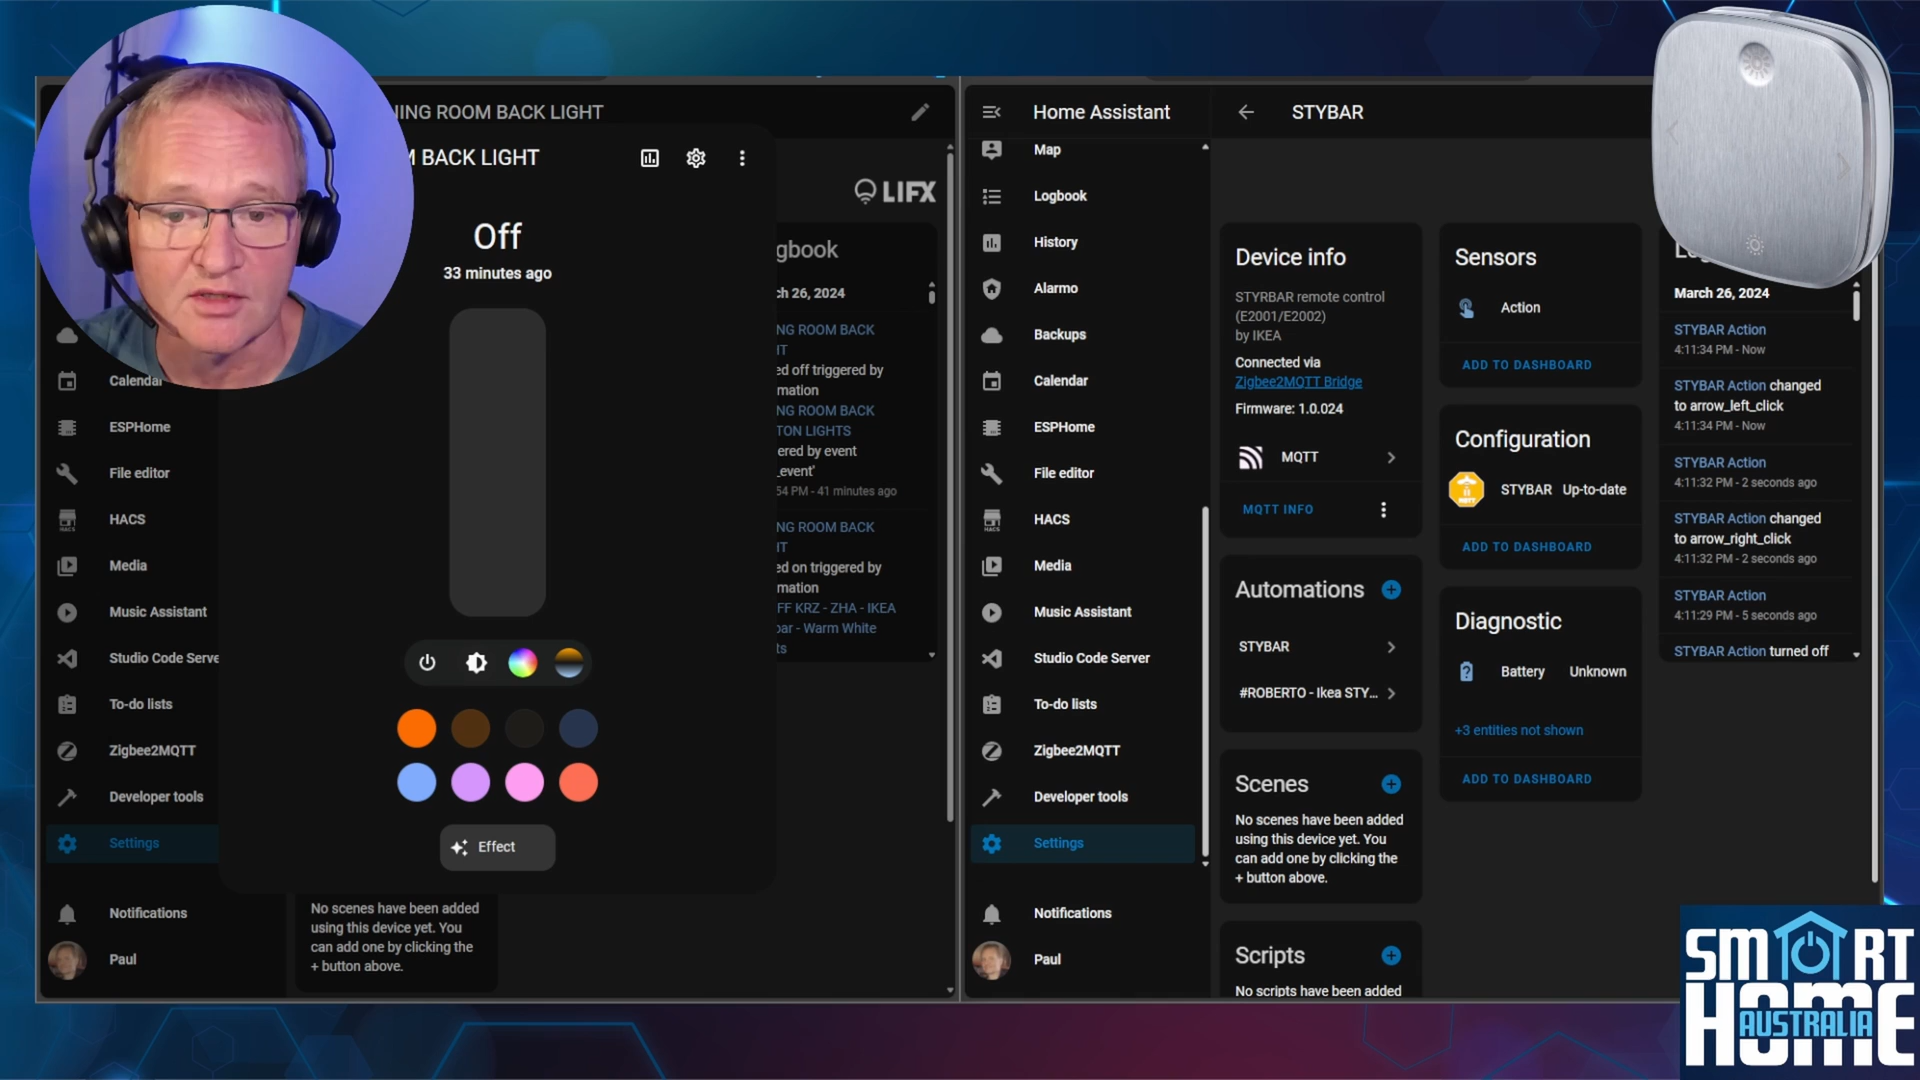 NING ROOM BACK LIGHT
M BACK LIGHT
Off
33 minutes ago
LIFX
gbook
ch 26, 2024
NG ROOM BACK
HT
ed off triggered by
mation
NG ROOM BACK
TON LIGHTS
ered by event
_event'
54 PM - 41 minutes ago
NG ROOM BACK
HT
ed on triggered by
mation
FF KRZ - ZHA - IKEA
bar - Warm White
ts
Calendar
ESPHome
File editor
HACS
Media
Music Assistant
Studio Code Serve
To-do lists
Zigbee2MQTT
Developer tools
Settings
Notifications
Paul
Effect
No scenes have been added
using this device yet. You
can add one by clicking the
+ button above.
Home Assistant
Map
Logbook
History
Alarmo
Backups
Calendar
ESPHome
File editor
HACS
Media
Music Assistant
Studio Code Server
To-do lists
Zigbee2MQTT
Developer tools
Settings
Notifications
Paul
STYBAR
Device info
STYRBAR remote control
(E2001/E2002)
by IKEA
Connected via
Zigbee2MQTT Bridge
Firmware: 1.0.024
MQTT
MQTT INFO
Automations
STYBAR
#ROBERTO - Ikea STY...
Scenes
No scenes have been added
using this device yet. You
can add one by clicking the
+ button above.
Scripts
No scripts have been added
Sensors
Action
ADD TO DASHBOARD
Configuration
STYBAR Up-to-date
ADD TO DASHBOARD
Diagnostic
Battery Unknown
+3 entities not shown
ADD TO DASHBOARD
March 26, 2024
STYBAR Action
4:11:34 PM - Now
STYBAR Action changed
to arrow_left_click
4:11:34 PM - Now
STYBAR Action
4:11:32 PM - 2 seconds ago
STYBAR Action changed
to arrow_right_click
4:11:32 PM - 2 seconds ago
STYBAR Action
4:11:29 PM - 5 seconds ago
STYBAR Action turned off
SMART
HOME
AUSTRALIA